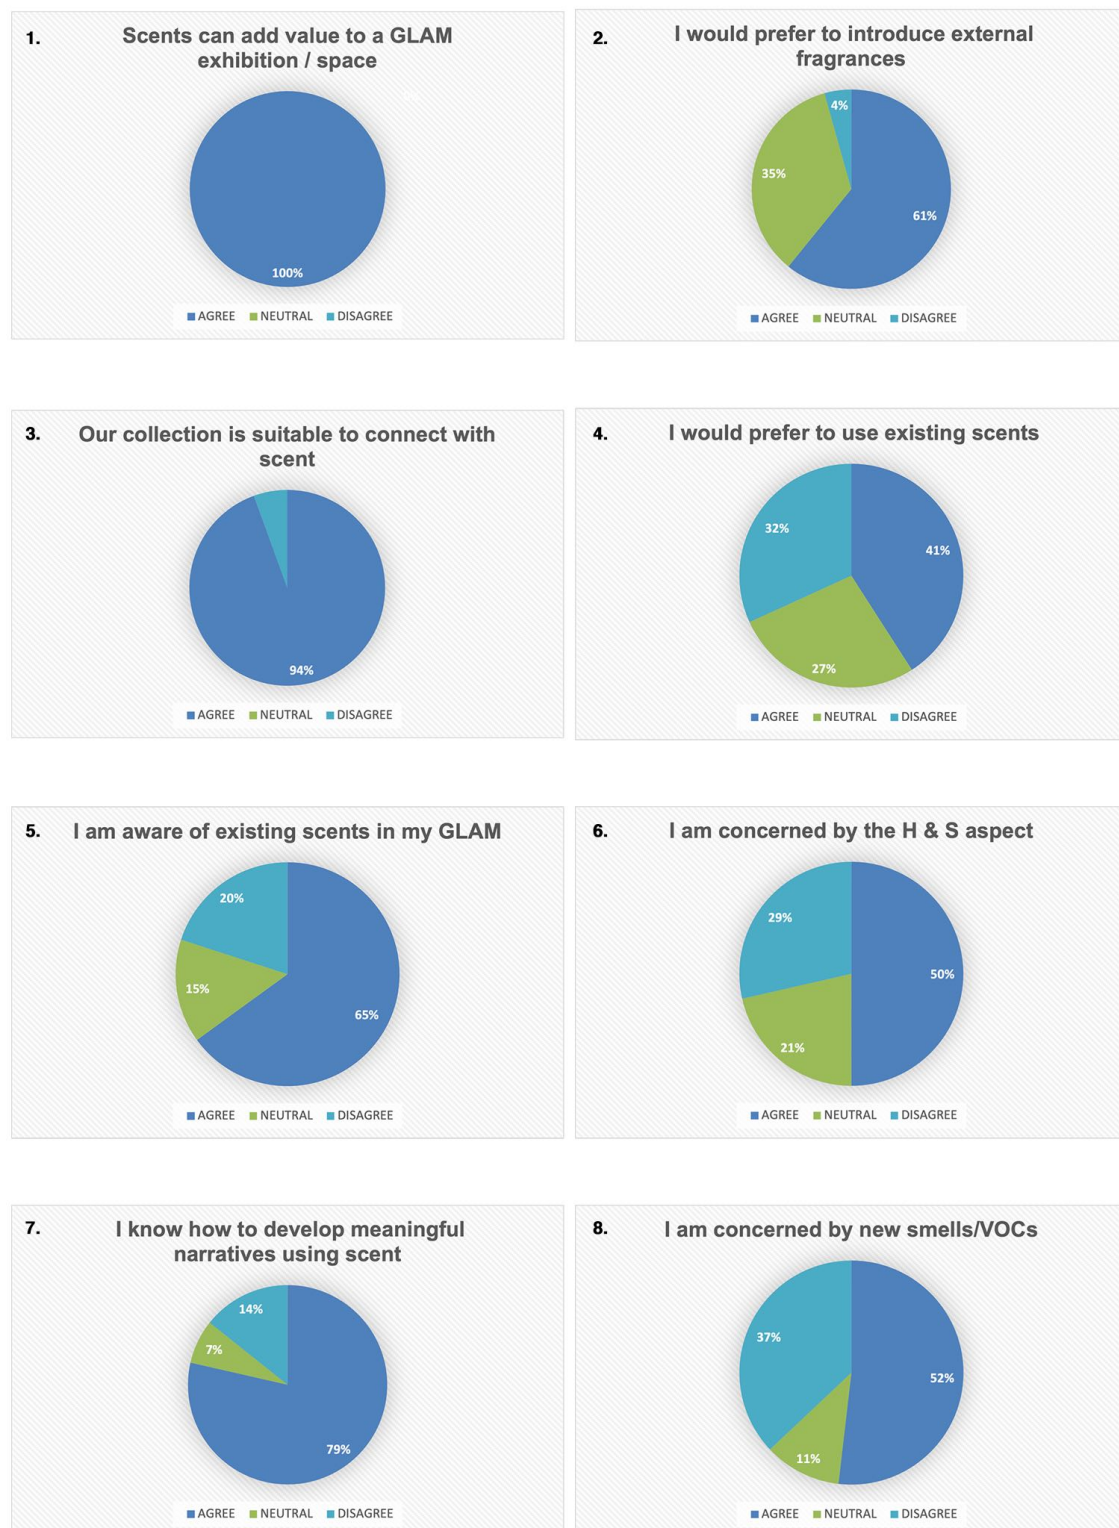 1.
Scents can add value to a GLAM
exhibition / space
100%
AGREE NEUTRAL DISAGREE
2.
I would prefer to introduce external
fragrances
4%
35%
61%
AGREE NEUTRAL DISAGREE
3.
Our collection is suitable to connect with
scent
94%
AGREE NEUTRAL DISAGREE
4.
I would prefer to use existing scents
32%
41%
27%
AGREE NEUTRAL DISAGREE
5.
I am aware of existing scents in my GLAM
20%
15%
65%
AGREE NEUTRAL DISAGREE
6.
I am concerned by the H & S aspect
29%
50%
21%
AGREE NEUTRAL DISAGREE
7.
I know how to develop meaningful
narratives using scent
14%
7%
79%
AGREE NEUTRAL DISAGREE
8.
I am concerned by new smells/VOCs
37%
52%
11%
AGREE NEUTRAL DISAGREE